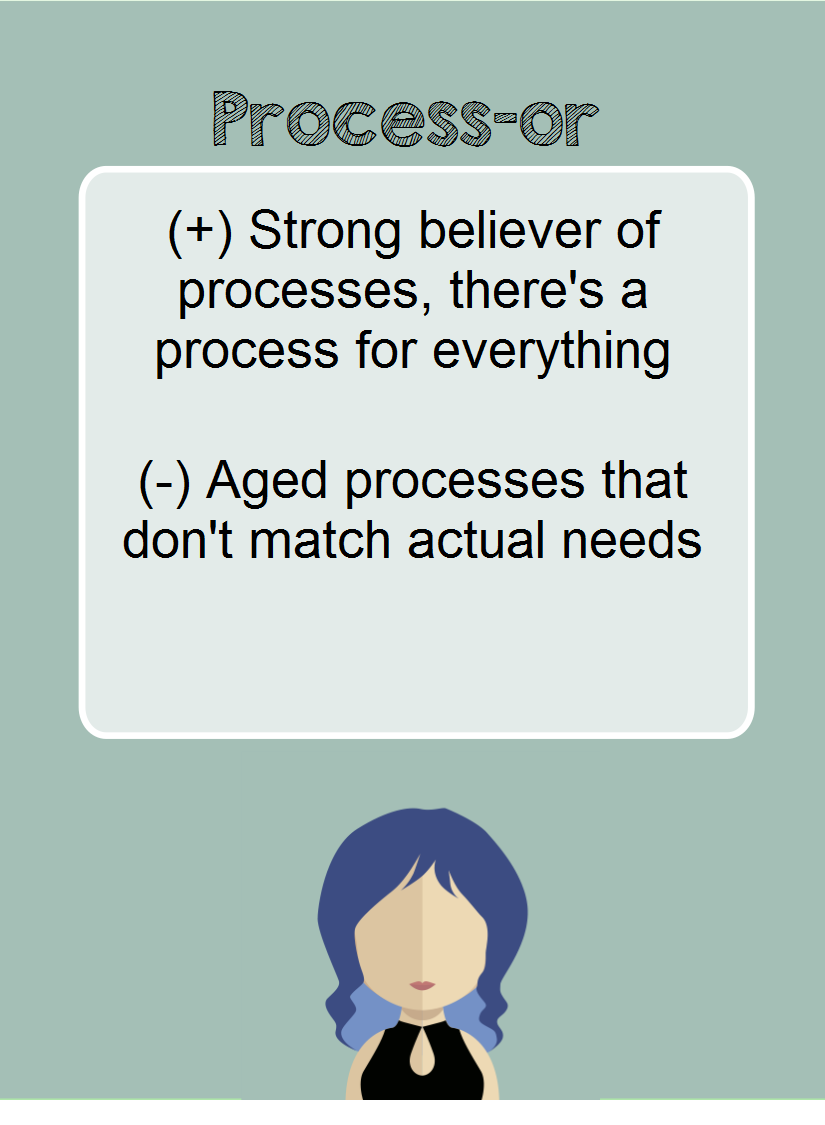 Process-or
(+) Strong believer of
processes, there's a
process for everything
(-) Aged processes that
don't match actual needs